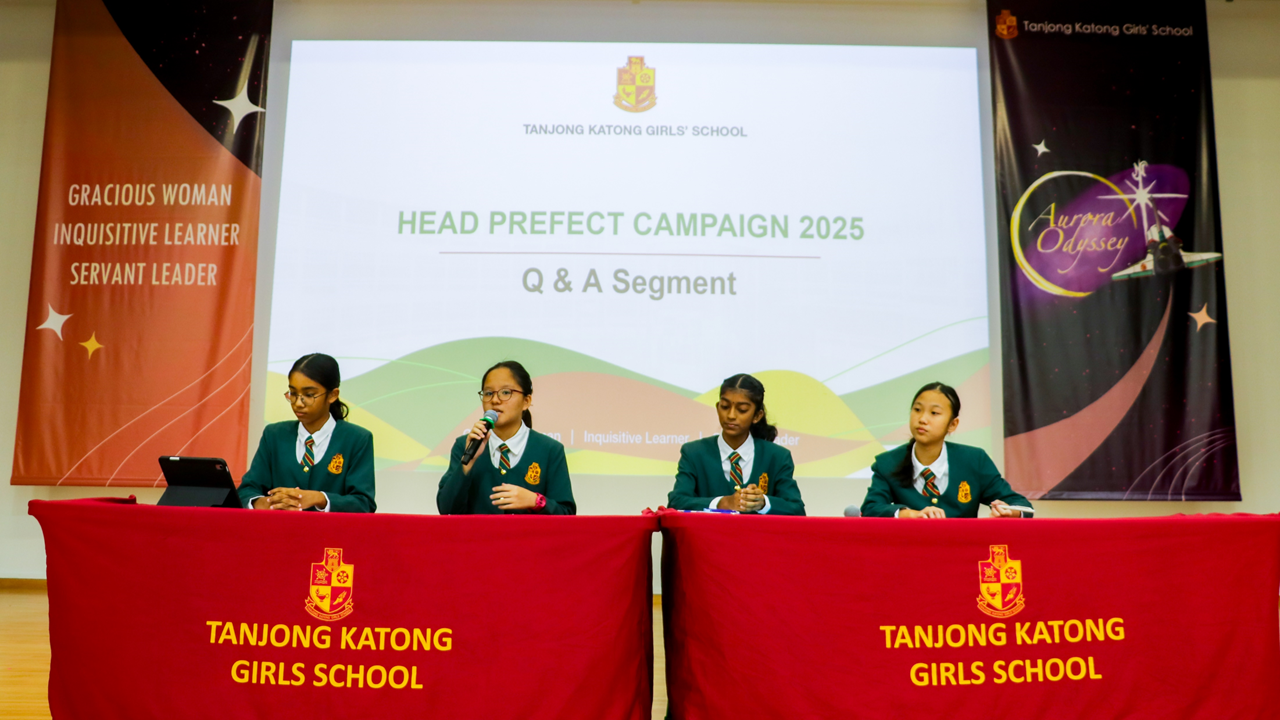 GRACIOUS WOMAN
INQUISITIVE LEARNER
SERVANT LEADER
TANJONG KATONG GIRLS' SCHOOL
HEAD PREFECT CAMPAIGN 2025
Q & A Segment
| Inquisitive Learner |
Tanjong Katong Girls' School
Aurora
Odyssey
TANJONG KATONG
GIRLS SCHOOL
TANJONG KATONG
GIRLS SCHOOL